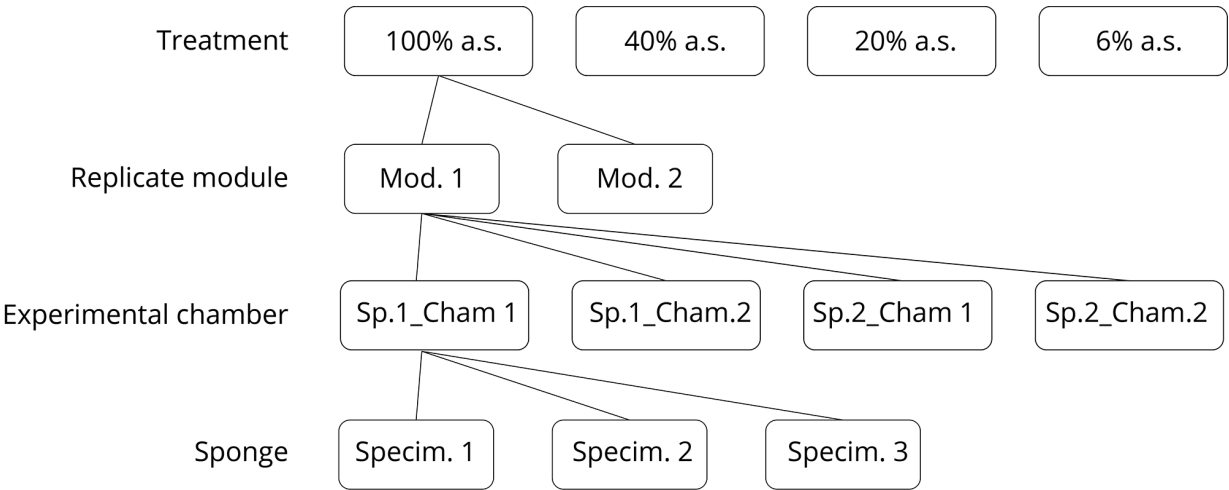 Treatment 100% a.s. 40% a.s. 20% a.s. 6% a.s.
Replicate module Mod. 1 Mod. 2
Experimental chamber Sp.1_Cham 1 Sp.1_Cham.2 Sp.2_Cham 1 Sp.2_Cham.2
Sponge Specim. 1 Specim. 2 Specim. 3